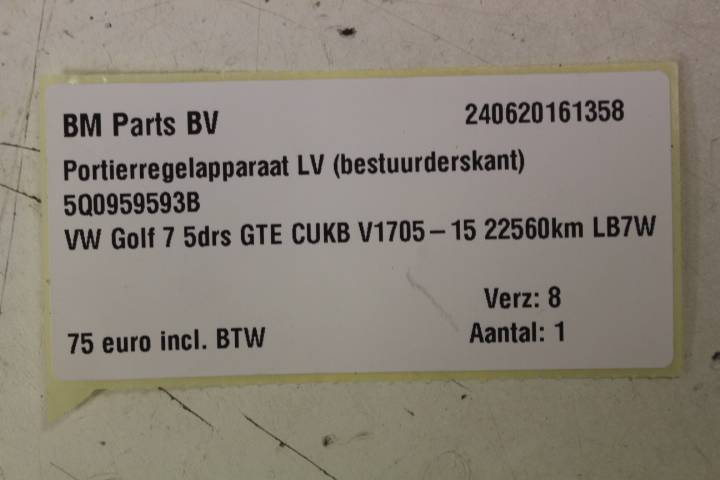 BM Parts BV 240620161358
Portierregelapparaat LV (bestuurderskant)
5Q0959593B
VW Golf 7 5drs GTE CUKB V1705-15 22560km LB7W
Verz: 8
75 euro incl. BTW Aantal: 1